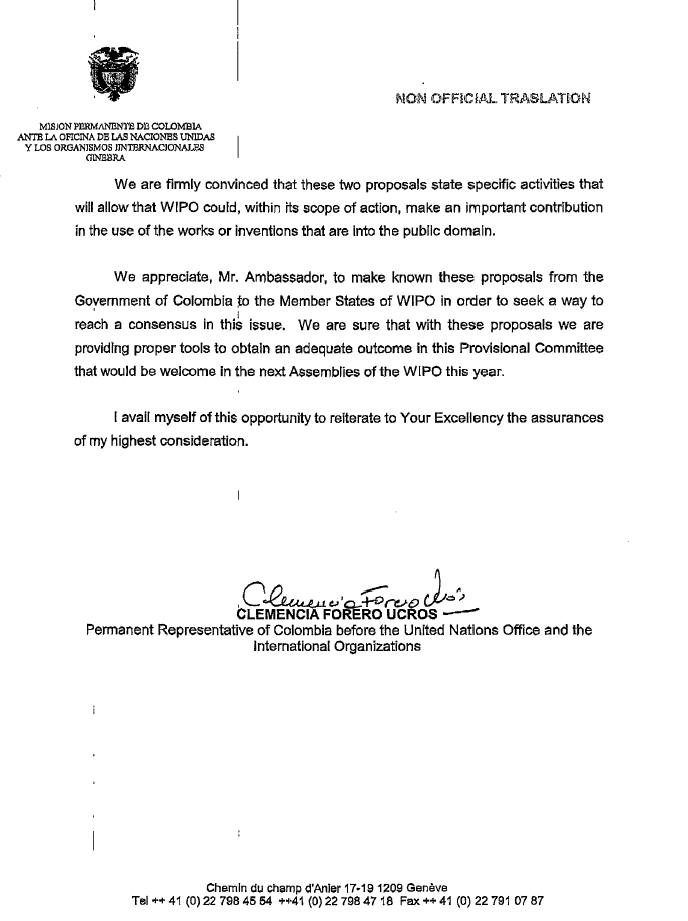 NON OFFICIAL TRASLATION
MISION PERMANENTE DE COLOMBIA
ANTE LA OFICINA DE LAS NACIONES UNIDAS
Y LOS ORGANISMOS IINTERNACIONALES
GINEBRA
We are firmly convinced that these two proposals state specific activities that
will allow that WIPO could, within its scope of action, make an important contribution
in the use of the works or inventions that are into the public domain.
We appreciate, Mr. Ambassador, to make known these proposals from the
Government of Colombia to the Member States of WIPO in order to seek a way to
reach a consensus in this issue. We are sure that with these proposals we are
providing proper tools to obtain an adequate outcome in this Provisional Committee
that would be welcome in the next Assemblies of the WIPO this year.
I avail myself of this opportunity to reiterate to Your Excellency the assurances
of my highest consideration.
Clemencia Forero Ucrós
CLEMENCIA FORERO UCROS
Permanent Representative of Colombia before the United Nations Office and the
International Organizations
Chemin du champ d'Anier 17-19 1209 Genève
Tel ++ 41 (0) 22 798 45 54 ++41 (0) 22 798 47 18 Fax ++ 41 (0) 22 791 07 87